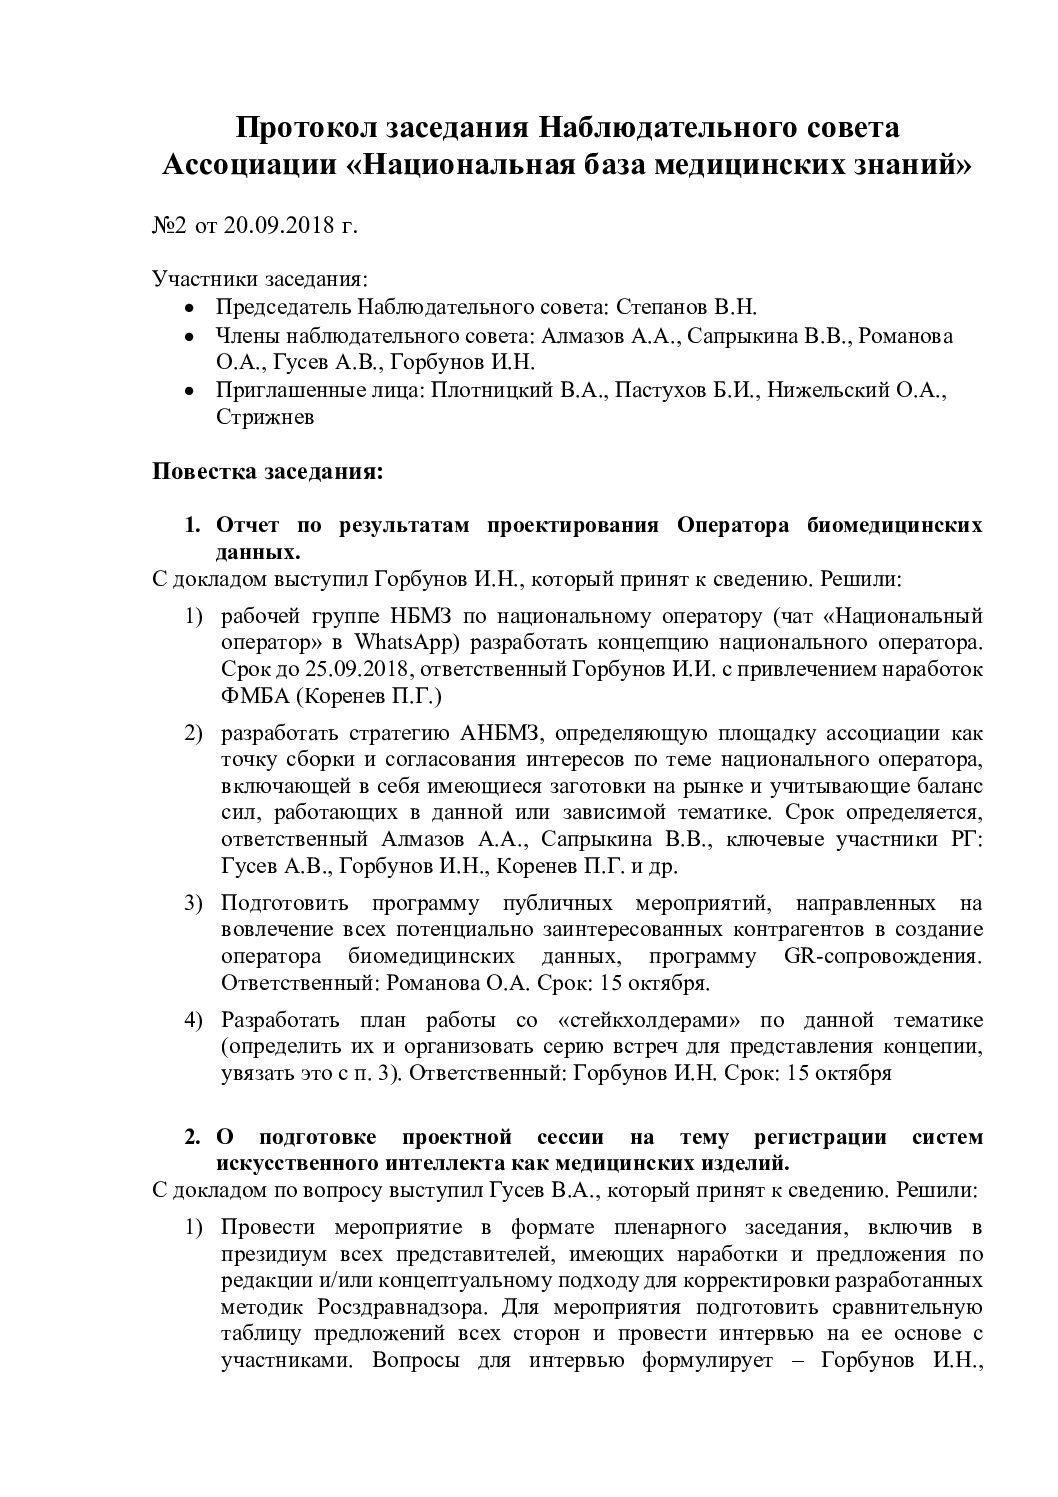 Протокол заседания Наблюдательного совета
Ассоциации «Национальная база медицинских знаний»
№2 от 20.09.2018 г.
Участники заседания:
• Председатель Наблюдательного совета: Степанов В.Н.
• Члены наблюдательного совета: Алмазов А.А., Сапрыкина В.В., Романова
О.А., Гусев А.В., Горбунов И.Н.
• Приглашенные лица: Плотницкий В.А., Пастухов Б.И., Нижельский О.А.,
Стрижнев
Повестка заседания:
1. Отчет по результатам проектирования Оператора биомедицинских
данных.
С докладом выступил Горбунов И.Н., который принят к сведению. Решили:
1) рабочей группе НБМЗ по национальному оператору (чат «Национальный
оператор» в WhatsApp) разработать концепцию национального оператора.
Срок до 25.09.2018, ответственный Горбунов И.И. с привлечением наработок
ФМБА (Коренев П.Г.)
2) разработать стратегию АНБМЗ, определяющую площадку ассоциации как
точку сборки и согласования интересов по теме национального оператора,
включающей в себя имеющиеся заготовки на рынке и учитывающие баланс
сил, работающих в данной или зависимой тематике. Срок определяется,
ответственный Алмазов А.А., Сапрыкина В.В., ключевые участники РГ:
Гусев А.В., Горбунов И.Н., Коренев П.Г. и др.
3) Подготовить программу публичных мероприятий, направленных на
вовлечение всех потенциально заинтересованных контрагентов в создание
оператора биомедицинских данных, программу GR-сопровождения.
Ответственный: Романова О.А. Срок: 15 октября.
4) Разработать план работы со «стейкхолдерами» по данной тематике
(определить их и организовать серию встреч для представления концепии,
увязать это с п. 3). Ответственный: Горбунов И.Н. Срок: 15 октября
2. О подготовке проектной сессии на тему регистрации систем
искусственного интеллекта как медицинских изделий.
С докладом по вопросу выступил Гусев В.А., который принят к сведению. Решили:
1) Провести мероприятие в формате пленарного заседания, включив в
президиум всех представителей, имеющих наработки и предложения по
редакции и/или концептуальному подходу для корректировки разработанных
методик Росздравнадзора. Для мероприятия подготовить сравнительную
таблицу предложений всех сторон и провести интервью на ее основе с
участниками. Вопросы для интервью формулирует – Горбунов И.Н.,